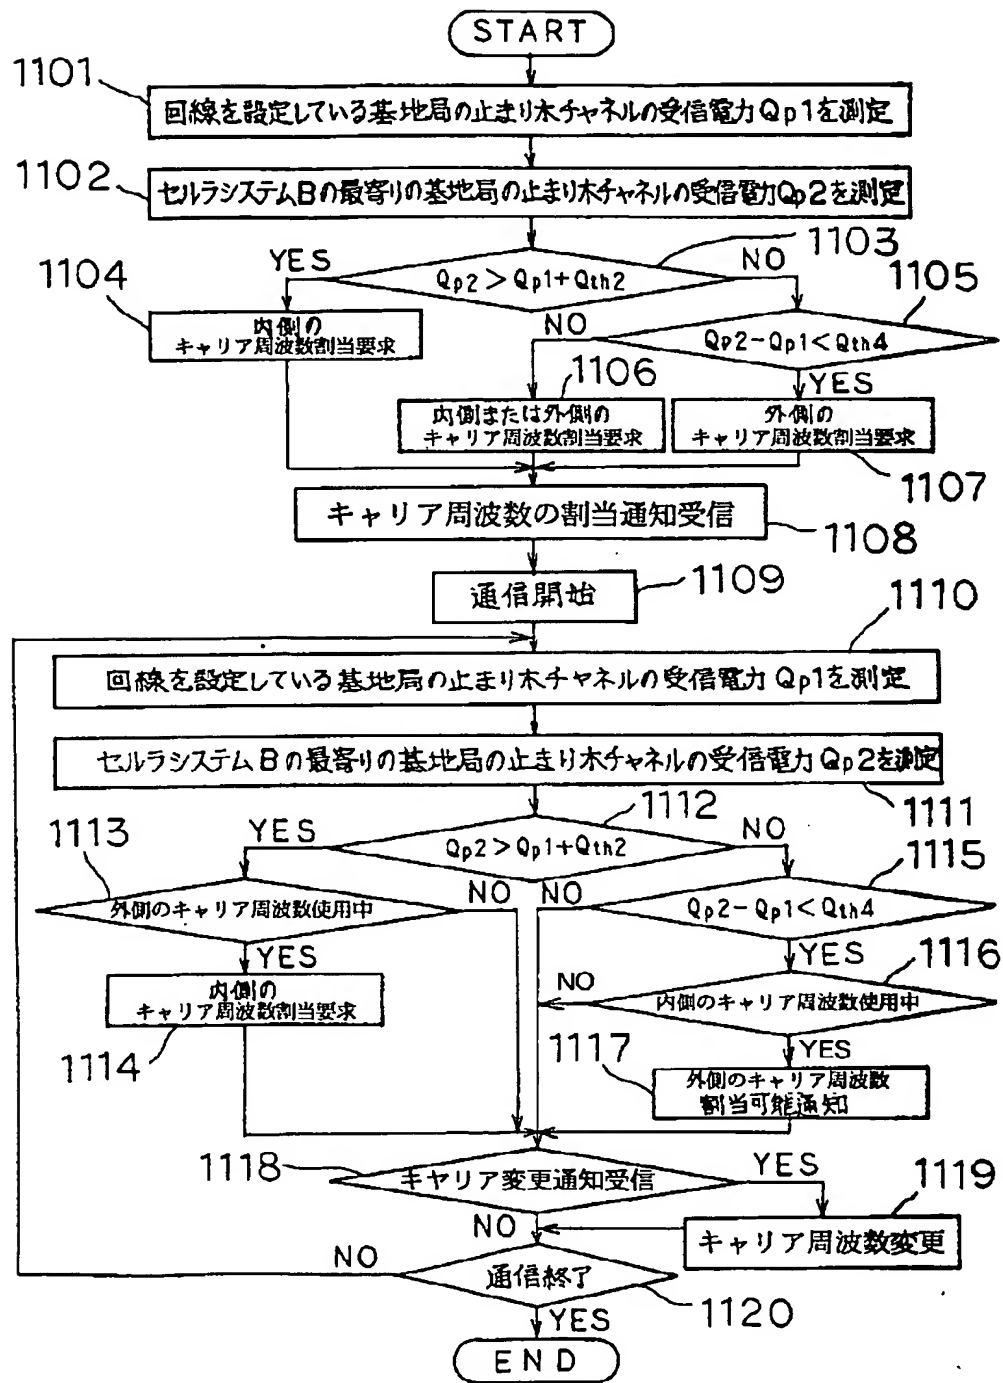 START
1101
回線を設定している基地局の止まり木チャネルの受信電力Qp1を測定
1102
セルラシステムBの最寄りの基地局の止まり木チャネルの受信電力Qp2を測定
1103
YES
NO
1104
Qp2>Qp1+Qth2
1105
内側の
キャリア周波数割当要求
NO
Qp2-Qp1<Qth4
1106
YES
内側または外側の
キャリア周波数割当要求
外側の
キャリア周波数割当要求
1107
キャリア周波数の割当通知受信
1108
通信開始
1109
1110
回線を設定している基地局の止まり木チャネルの受信電力Qp1を測定
セルラシステムBの最寄りの基地局の止まり木チャネルの受信電力Qp2を測定
1111
1112
YES
NO
1113
Qp2>Qp1+Qth2
1115
外側のキャリア周波数使用中
NO
NO
Qp2-Qp1<Qth4
YES
YES
1116
内側の
キャリア周波数割当要求
NO
内側のキャリア周波数使用中
1114
1117
YES
外側のキャリア周波数
割当可能通知
1118
キャリア変更通知受信
YES
1119
NO
キャリア周波数変更
NO
通信終了
1120
YES
END